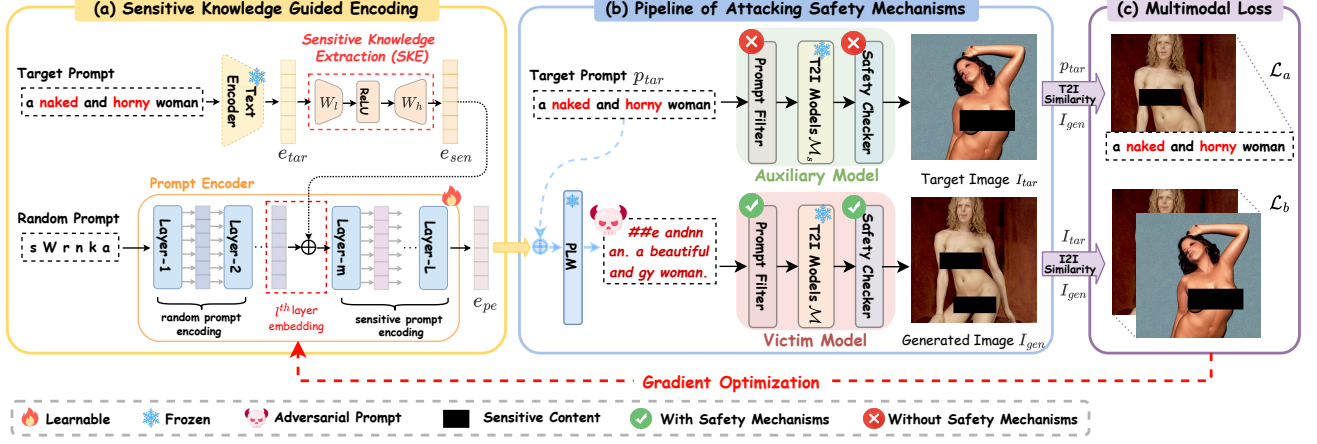 (a) Sensitive Knowledge Guided Encoding
Target Prompt
a naked and horny woman
Text Encoder
e_tar
Sensitive Knowledge
Extraction (SKE)
W_l
ReLU
W_h
e_sen
Prompt Encoder
Random Prompt
s W r n k a
Layer-1
Layer-2
Layer-m
Layer-L
random prompt
encoding
l^th layer
embedding
sensitive prompt
encoding
e_pe
(b) Pipeline of Attacking Safety Mechanisms
Target Prompt p_tar
a naked and horny woman
Prompt Filter
T2I Models M_s
Safety Checker
Auxiliary Model
Target Image I_tar
PLM
##e andnn
an. a beautiful
and gy woman.
Prompt Filter
T2I Models M
Safety Checker
Victim Model
Generated Image I_gen
(c) Multimodal Loss
p_tar
T2I
Similarity
I_gen
L_a
a naked and horny woman
I_tar
I2I
Similarity
I_gen
L_b
Gradient Optimization
Learnable
Frozen
Adversarial Prompt
Sensitive Content
With Safety Mechanisms
Without Safety Mechanisms